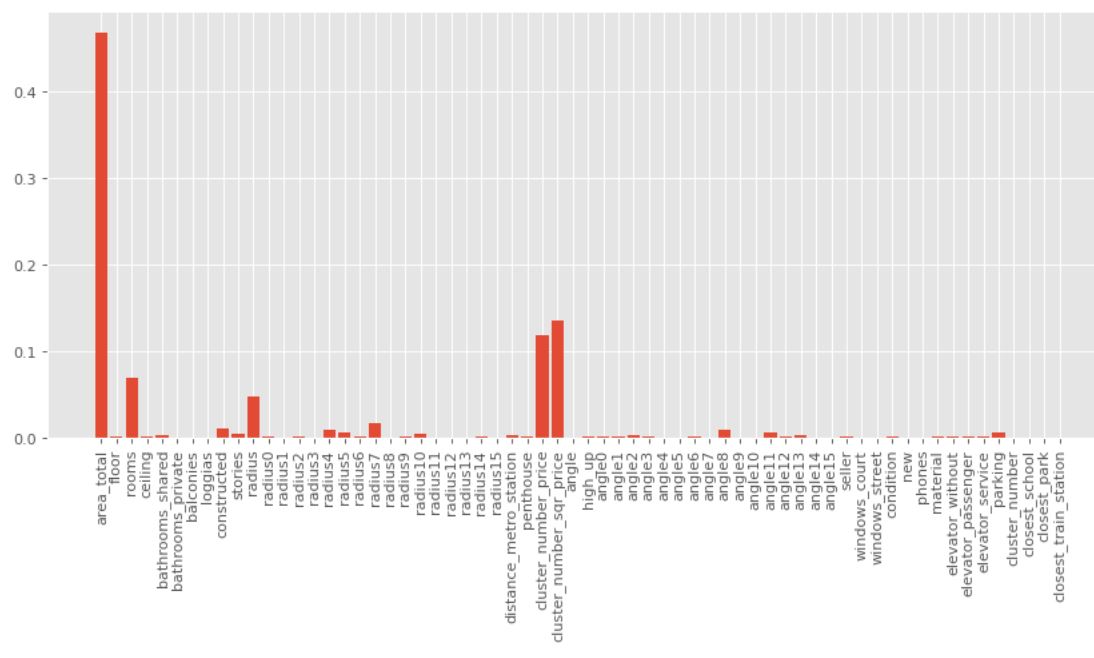 0.4
0.3
0.2
0.1
0.0
area_total
floor
rooms
ceiling
bathrooms_shared
bathrooms_private
balconies
loggias
constructed
stories
radius
radius0
radius1
radius2
radius3
radius4
radius5
radius6
radius7
radius8
radius9
radius10
radius11
radius12
radius13
radius14
radius15
distance_metro_station
penthouse
cluster_number_price
cluster_number_sqr_price
angle
high_up
angle0
angle1
angle2
angle3
angle4
angle5
angle6
angle7
angle8
angle9
angle10
angle11
angle12
angle13
angle14
angle15
seller
windows_court
windows_street
condition
new
phones
material
elevator_without
elevator_passenger
elevator_service
parking
cluster_number
closest_school
closest_park
closest_train_station